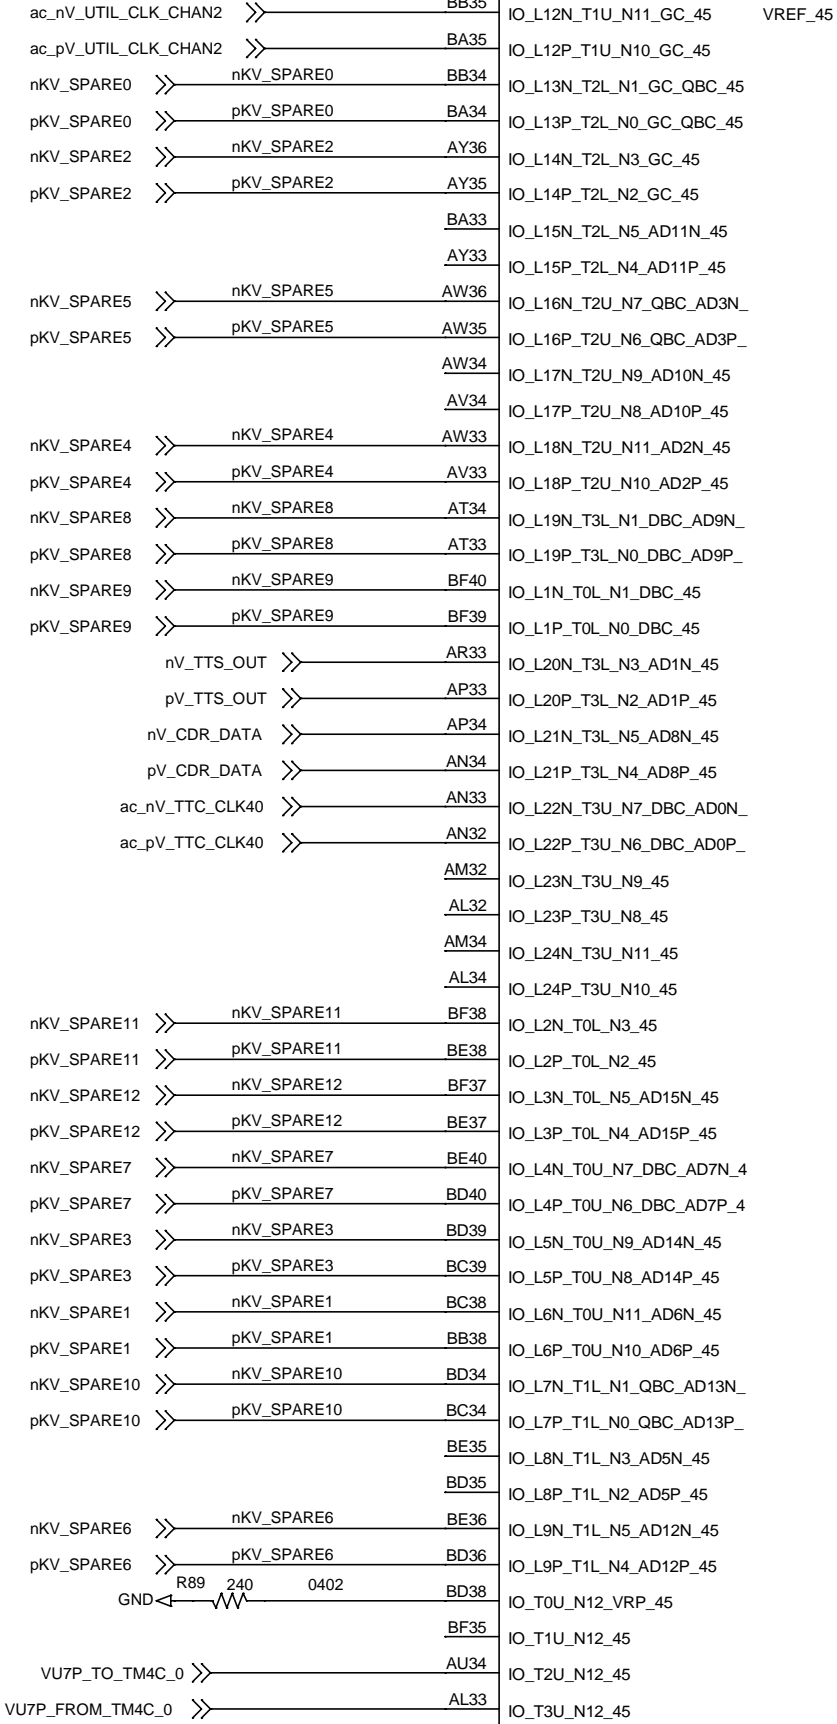 ac_nV_UTIL_CLK_CHAN2 BB35 IO_L12N_T1U_N11_GC_45 VREF_45
ac_pV_UTIL_CLK_CHAN2 BA35 IO_L12P_T1U_N10_GC_45
nKV_SPARE0 nKV_SPARE0 BB34 IO_L13N_T2L_N1_GC_QBC_45
pKV_SPARE0 pKV_SPARE0 BA34 IO_L13P_T2L_N0_GC_QBC_45
nKV_SPARE2 nKV_SPARE2 AY36 IO_L14N_T2L_N3_GC_45
pKV_SPARE2 pKV_SPARE2 AY35 IO_L14P_T2L_N2_GC_45
BA33 IO_L15N_T2L_N5_AD11N_45
AY33 IO_L15P_T2L_N4_AD11P_45
nKV_SPARE5 nKV_SPARE5 AW36 IO_L16N_T2U_N7_QBC_AD3N_
pKV_SPARE5 pKV_SPARE5 AW35 IO_L16P_T2U_N6_QBC_AD3P_
AW34 IO_L17N_T2U_N9_AD10N_45
AV34 IO_L17P_T2U_N8_AD10P_45
nKV_SPARE4 nKV_SPARE4 AW33 IO_L18N_T2U_N11_AD2N_45
pKV_SPARE4 pKV_SPARE4 AV33 IO_L18P_T2U_N10_AD2P_45
nKV_SPARE8 nKV_SPARE8 AT34 IO_L19N_T3L_N1_DBC_AD9N_
pKV_SPARE8 pKV_SPARE8 AT33 IO_L19P_T3L_N0_DBC_AD9P_
nKV_SPARE9 nKV_SPARE9 BF40 IO_L1N_T0L_N1_DBC_45
pKV_SPARE9 pKV_SPARE9 BF39 IO_L1P_T0L_N0_DBC_45
nV_TTS_OUT AR33 IO_L20N_T3L_N3_AD1N_45
pV_TTS_OUT AP33 IO_L20P_T3L_N2_AD1P_45
nV_CDR_DATA AP34 IO_L21N_T3L_N5_AD8N_45
pV_CDR_DATA AN34 IO_L21P_T3L_N4_AD8P_45
ac_nV_TTC_CLK40 AN33 IO_L22N_T3U_N7_DBC_AD0N_
ac_pV_TTC_CLK40 AN32 IO_L22P_T3U_N6_DBC_AD0P_
AM32 IO_L23N_T3U_N9_45
AL32 IO_L23P_T3U_N8_45
AM34 IO_L24N_T3U_N11_45
AL34 IO_L24P_T3U_N10_45
nKV_SPARE11 nKV_SPARE11 BF38 IO_L2N_T0L_N3_45
pKV_SPARE11 pKV_SPARE11 BE38 IO_L2P_T0L_N2_45
nKV_SPARE12 nKV_SPARE12 BF37 IO_L3N_T0L_N5_AD15N_45
pKV_SPARE12 pKV_SPARE12 BE37 IO_L3P_T0L_N4_AD15P_45
nKV_SPARE7 nKV_SPARE7 BE40 IO_L4N_T0U_N7_DBC_AD7N_4
pKV_SPARE7 pKV_SPARE7 BD40 IO_L4P_T0U_N6_DBC_AD7P_4
nKV_SPARE3 nKV_SPARE3 BD39 IO_L5N_T0U_N9_AD14N_45
pKV_SPARE3 pKV_SPARE3 BC39 IO_L5P_T0U_N8_AD14P_45
nKV_SPARE1 nKV_SPARE1 BC38 IO_L6N_T0U_N11_AD6N_45
pKV_SPARE1 pKV_SPARE1 BB38 IO_L6P_T0U_N10_AD6P_45
nKV_SPARE10 nKV_SPARE10 BD34 IO_L7N_T1L_N1_QBC_AD13N_
pKV_SPARE10 pKV_SPARE10 BC34 IO_L7P_T1L_N0_QBC_AD13P_
BE35 IO_L8N_T1L_N3_AD5N_45
BD35 IO_L8P_T1L_N2_AD5P_45
nKV_SPARE6 nKV_SPARE6 BE36 IO_L9N_T1L_N5_AD12N_45
pKV_SPARE6 pKV_SPARE6 BD36 IO_L9P_T1L_N4_AD12P_45
GND R89 240 0402 BD38 IO_T0U_N12_VRP_45
BF35 IO_T1U_N12_45
VU7P_TO_TM4C_0 AU34 IO_T2U_N12_45
VU7P_FROM_TM4C_0 AL33 IO_T3U_N12_45